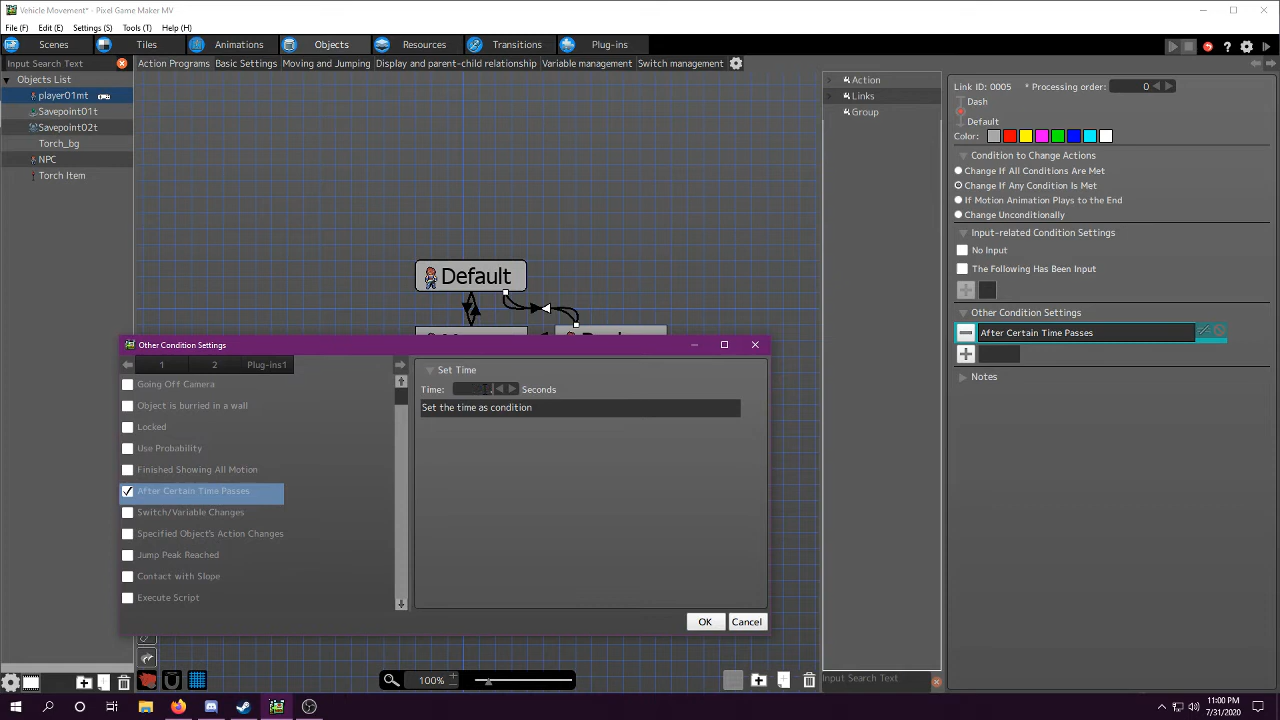 Vehicle Movement* - Pixel Game Maker MV
File (F) Edit (E) Settings (S) Tools (T) Help (H)
Scenes Tiles Animations Objects Resources Transitions Plug-ins
Input Search Text Action Programs Basic Settings Moving and Jumping Display and parent-child relationship Variable management Switch management
Objects List
player01mt
Savepoint01t
Savepoint02t
Torch_bg
NPC
Torch Item
Default
Action
Links
Group
Link ID: 0005 * Processing order: 0
Dash
Default
Color:
Condition to Change Actions
Change If All Conditions Are Met
Change If Any Condition Is Met
If Motion Animation Plays to the End
Change Unconditionally
Input-related Condition Settings
No Input
The Following Has Been Input
Other Condition Settings
After Certain Time Passes
Notes
Other Condition Settings
1 2 Plug-ins1
Going Off Camera
Object is burried in a wall
Locked
Use Probability
Finished Showing All Motion
After Certain Time Passes
Switch/Variable Changes
Specified Object's Action Changes
Jump Peak Reached
Contact with Slope
Execute Script
Set Time
Time: Seconds
Set the time as condition
OK Cancel
100%
Input Search Text
11:00 PM
7/31/2020